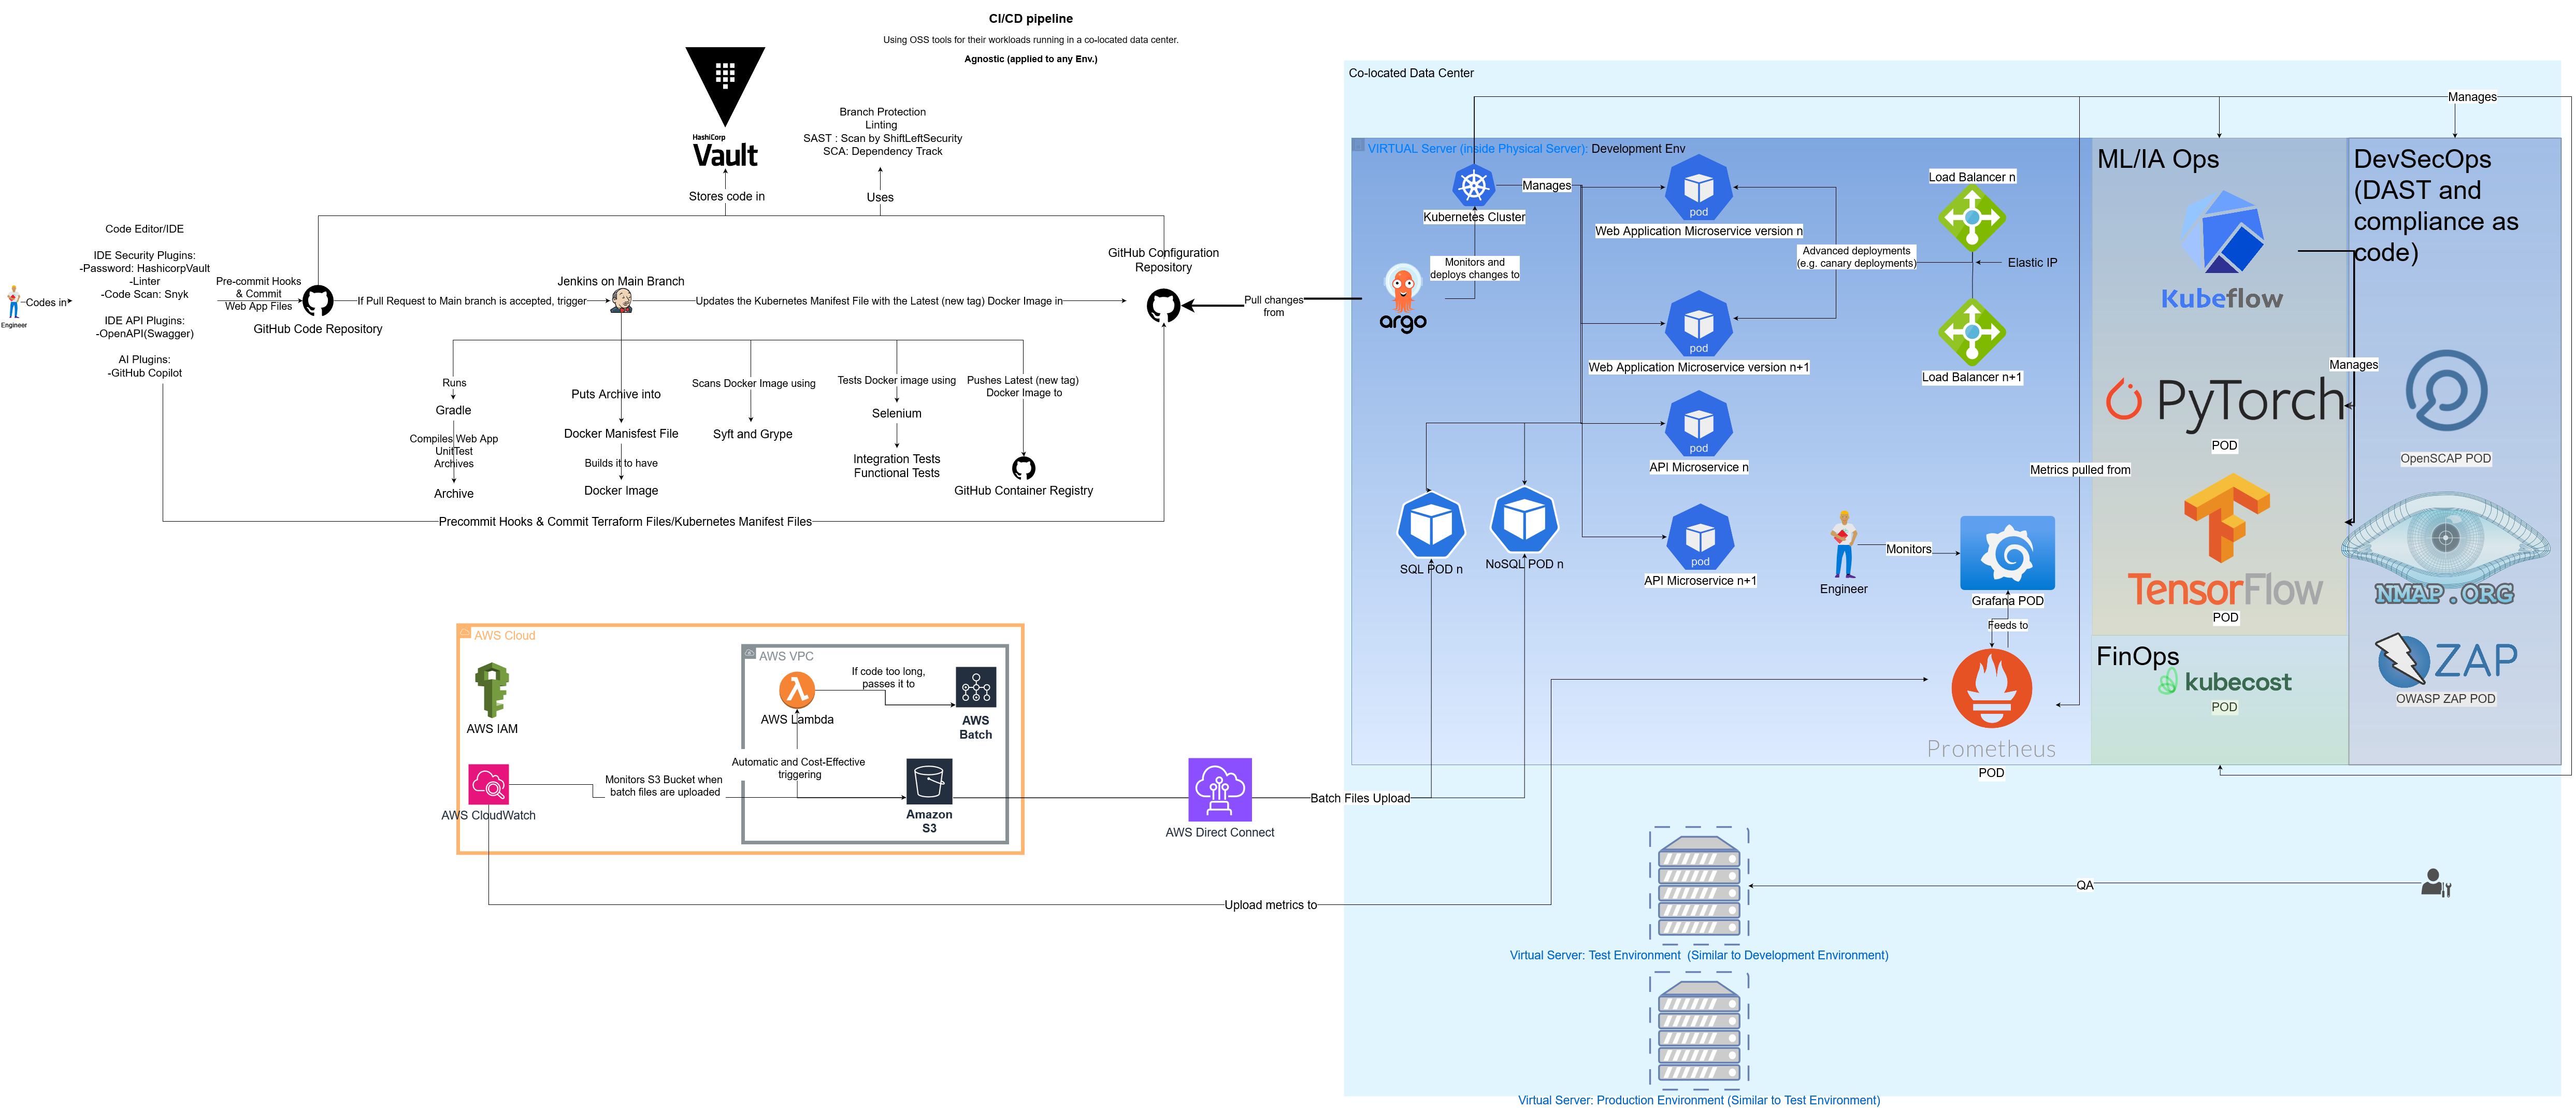 CI/CD pipeline
Using OSS tools for their workloads running in a co-located data center.
Agnostic (applied to any Env.)
HashiCorp
Vault
Stores code in
Branch Protection
Linting
SAST : Scan by ShiftLeftSecurity
SCA: Dependency Track
Uses
Engineer
Codes in
Code Editor/IDE
IDE Security Plugins:
-Password: HashicorpVault
-Linter
-Code Scan: Snyk
IDE API Plugins:
-OpenAPI(Swagger)
AI Plugins:
-GitHub Copilot
Pre-commit Hooks
& Commit
Web App Files
GitHub Code Repository
If Pull Request to Main branch is accepted, trigger
Jenkins on Main Branch
Updates the Kubernetes Manifest File with the Latest (new tag) Docker Image in
GitHub Configuration
Repository
Pull changes
from
Runs
Gradle
Compiles Web App
UnitTest
Archives
Archive
Puts Archive into
Docker Manisfest File
Builds it to have
Docker Image
Scans Docker Image using
Syft and Grype
Tests Docker image using
Selenium
Integration Tests
Functional Tests
Pushes Latest (new tag)
Docker Image to
GitHub Container Registry
Precommit Hooks & Commit Terraform Files/Kubernetes Manifest Files
AWS Cloud
AWS IAM
AWS CloudWatch
Monitors S3 Bucket when
batch files are uploaded
AWS VPC
AWS Lambda
If code too long,
passes it to
AWS
Batch
Automatic and Cost-Effective
triggering
Amazon
S3
AWS Direct Connect
Batch Files Upload
Upload metrics to
Co-located Data Center
Manages
VIRTUAL Server (inside Physical Server): Development Env
Kubernetes Cluster
Manages
Monitors and
deploys changes to
argo
pod
Web Application Microservice version n
pod
Web Application Microservice version n+1
pod
API Microservice n
pod
API Microservice n+1
SQL POD n
NoSQL POD n
Load Balancer n
Advanced deployments
(e.g. canary deployments)
Elastic IP
Load Balancer n+1
Metrics pulled from
Engineer
Monitors
Grafana POD
Feeds to
Prometheus
POD
ML/IA Ops
Kubeflow
Manages
PyTorch
POD
TensorFlow
POD
FinOps
kubecost
POD
DevSecOps
(DAST and
compliance as
code)
OpenSCAP POD
NMAP.ORG
ZAP
OWASP ZAP POD
QA
Virtual Server: Test Environment (Similar to Development Environment)
Virtual Server: Production Environment (Similar to Test Environment)